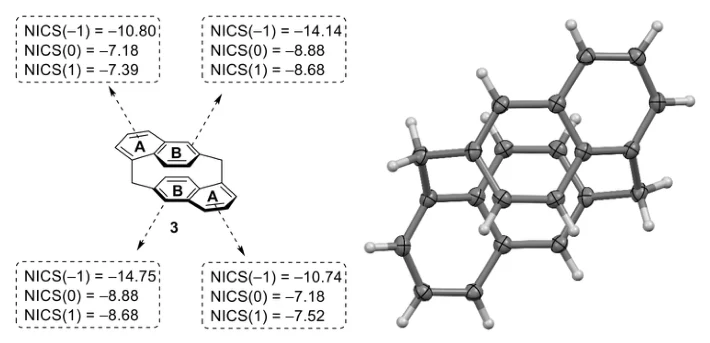 NICS(–1) = –10.80
NICS(0) = –7.18
NICS(1) = –7.39
NICS(–1) = –14.14
NICS(0) = –8.88
NICS(1) = –8.68
A
B
B
A
3
NICS(–1) = –14.75
NICS(0) = –8.88
NICS(1) = –8.68
NICS(–1) = –10.74
NICS(0) = –7.18
NICS(1) = –7.52